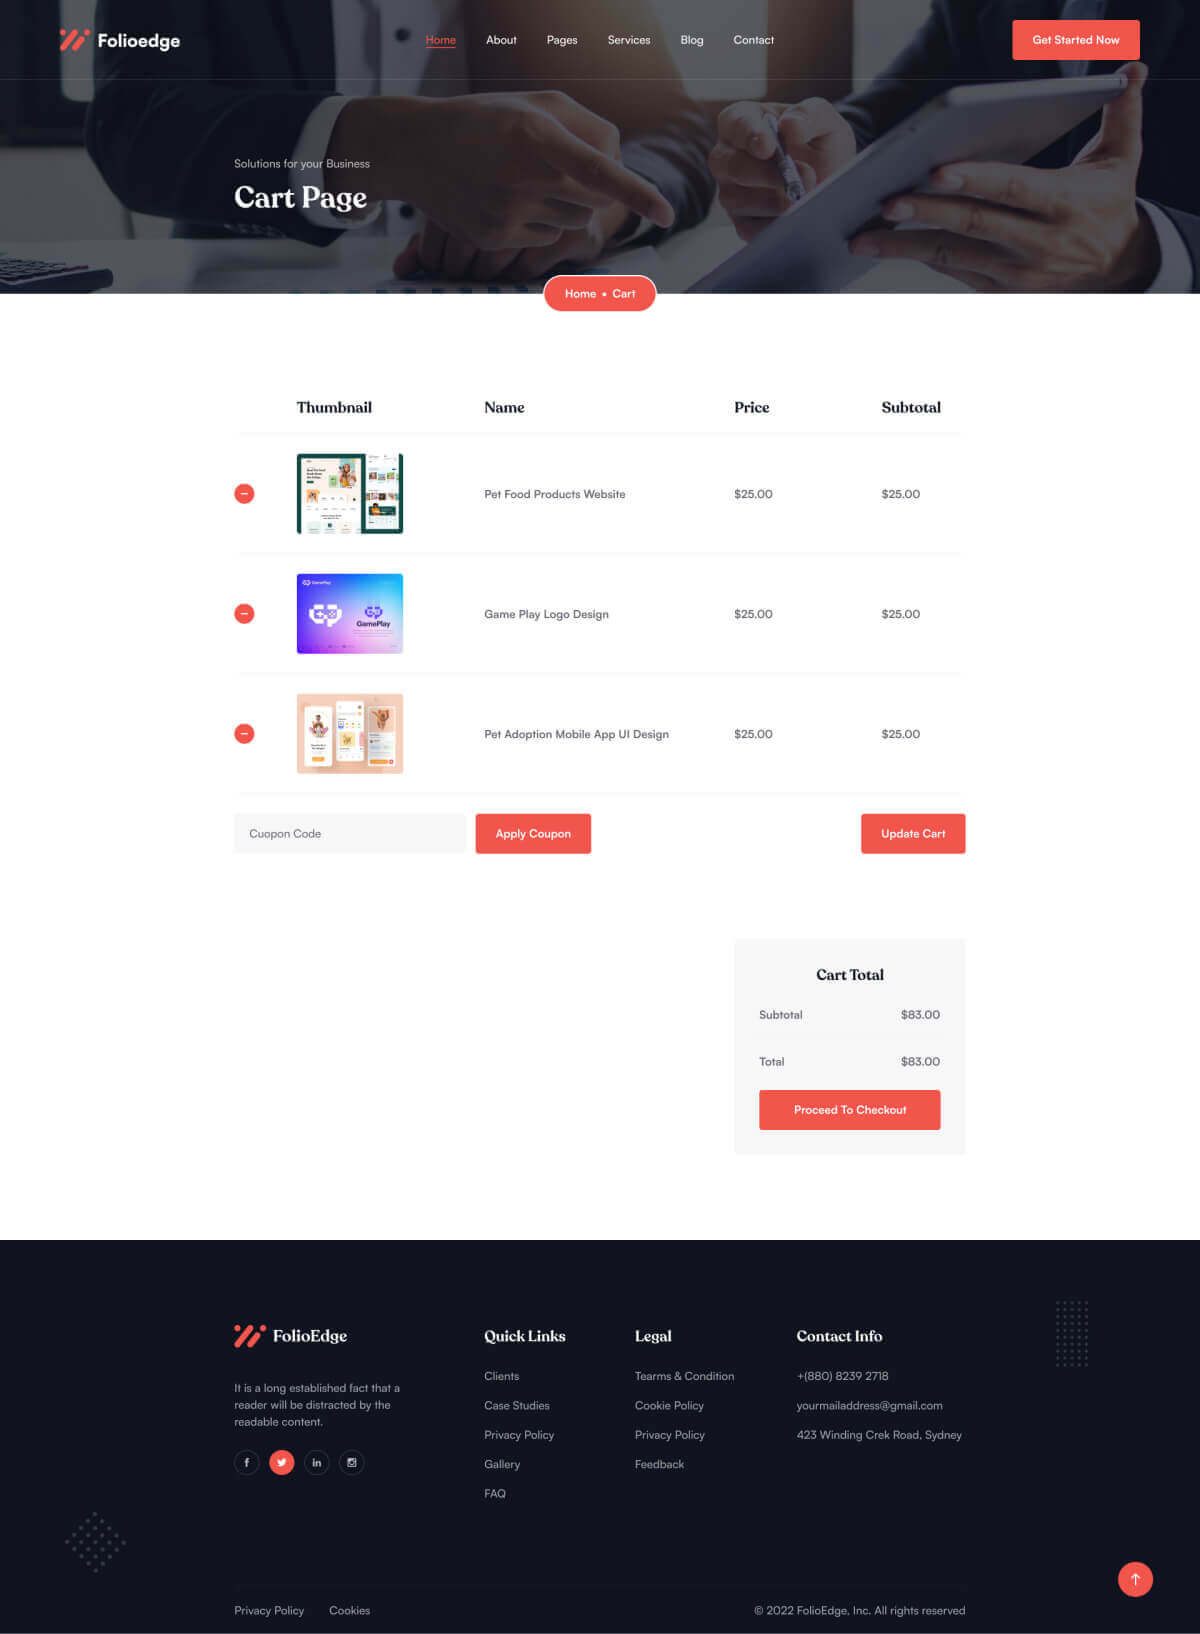 Folioedge
Home About Pages Services Blog Contact
Get Started Now
Solutions for your Business
Cart Page
Home • Cart
Thumbnail Name Price Subtotal
Pet Food Products Website $25.00 $25.00
GamePlay
GamePlay
Game Play Logo Design $25.00 $25.00
Pet Adoption Mobile App UI Design $25.00 $25.00
Cuopon Code
Apply Coupon
Update Cart
Cart Total
Subtotal $83.00
Total $83.00
Proceed To Checkout
FolioEdge
It is a long established fact that a
reader will be distracted by the
readable content.
Quick Links
Clients
Case Studies
Privacy Policy
Gallery
FAQ
Legal
Tearms & Condition
Cookie Policy
Privacy Policy
Feedback
Contact Info
+(880) 8239 2718
yourmailaddress@gmail.com
423 Winding Crek Road, Sydney
Privacy Policy Cookies
© 2022 FolioEdge, Inc. All rights reserved